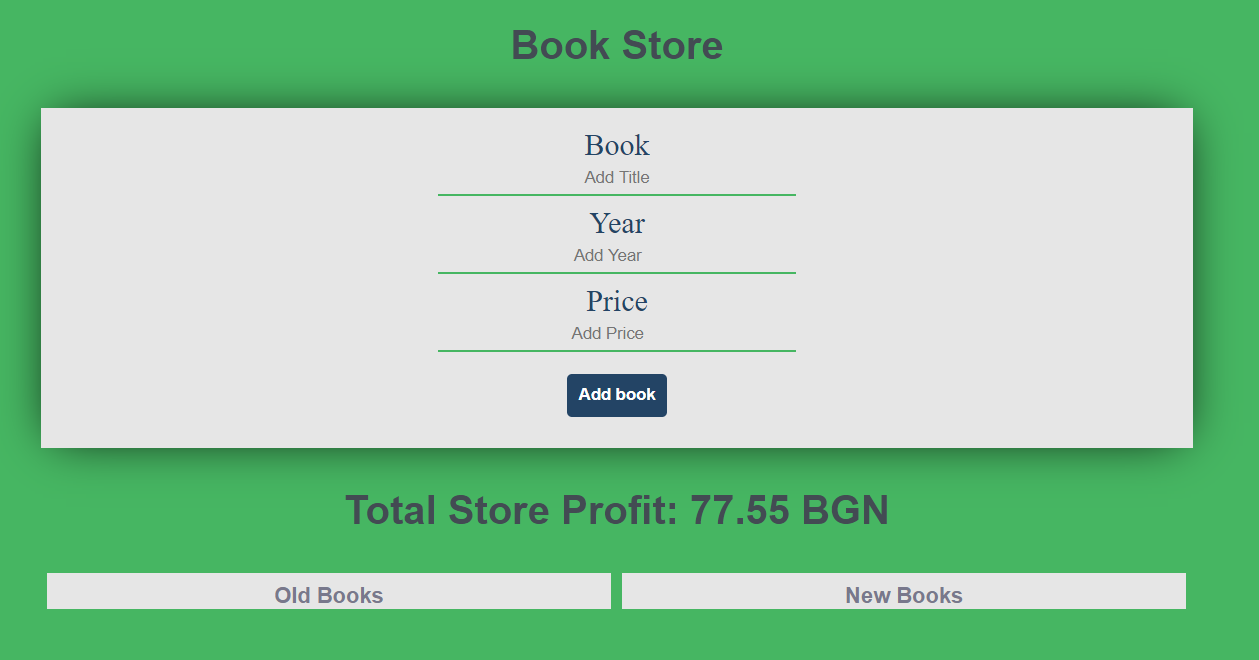 Book Store
Book
Add Title
Year
Add Year
Price
Add Price
Add book
Total Store Profit: 77.55 BGN
Old Books
New Books